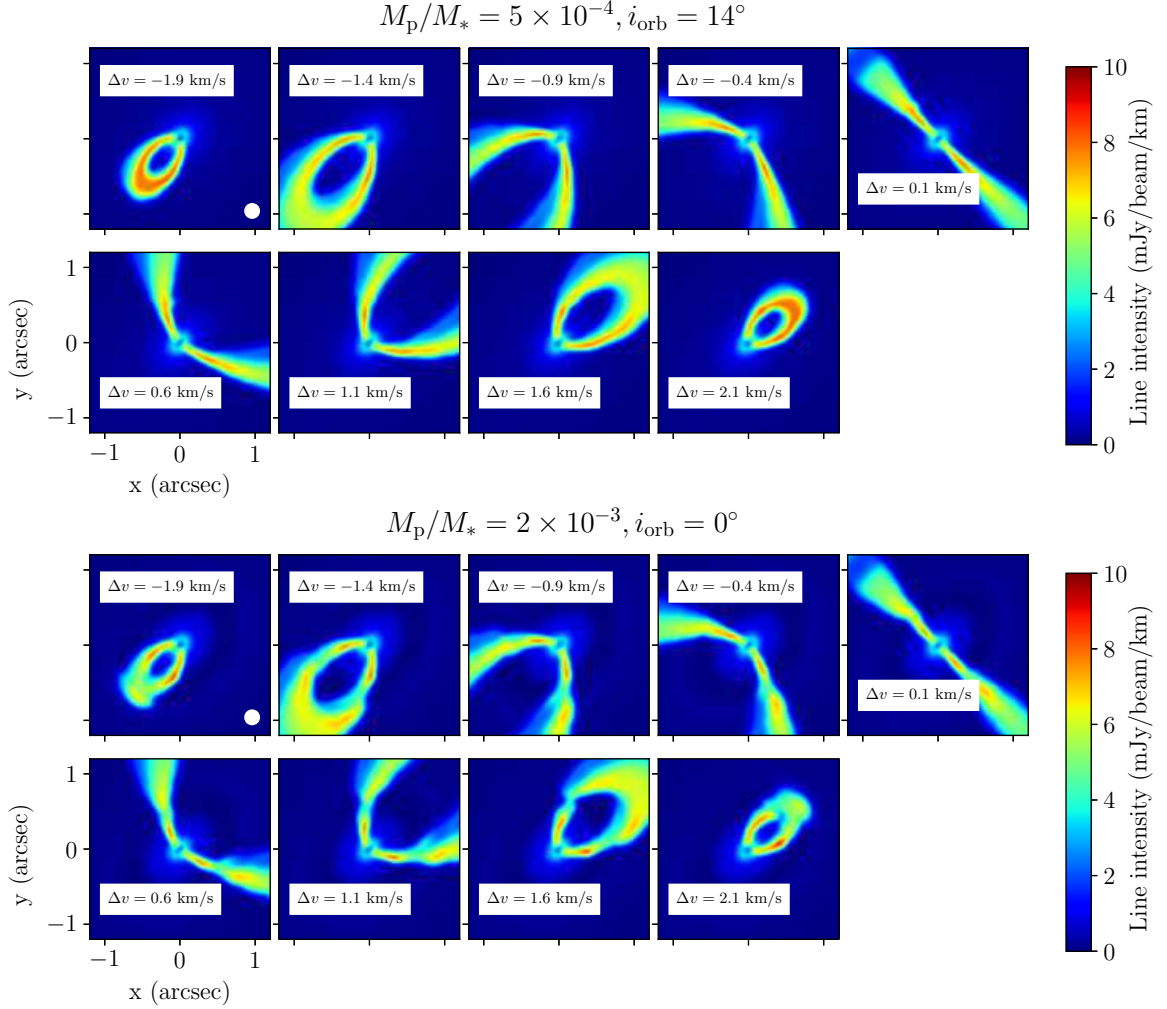 M_p/M_* = 5 × 10^−4, i_orb = 14°
Δv = −1.9 km/s
Δv = −1.4 km/s
Δv = −0.9 km/s
Δv = −0.4 km/s
Δv = 0.1 km/s
Δv = 0.6 km/s
Δv = 1.1 km/s
Δv = 1.6 km/s
Δv = 2.1 km/s
1
0
−1
y (arcsec)
−1 0 1
x (arcsec)
10
8
6
4
2
0
Line intensity (mJy/beam/km)
M_p/M_* = 2 × 10^−3, i_orb = 0°
Δv = −1.9 km/s
Δv = −1.4 km/s
Δv = −0.9 km/s
Δv = −0.4 km/s
Δv = 0.1 km/s
Δv = 0.6 km/s
Δv = 1.1 km/s
Δv = 1.6 km/s
Δv = 2.1 km/s
1
0
−1
y (arcsec)
−1 0 1
x (arcsec)
10
8
6
4
2
0
Line intensity (mJy/beam/km)